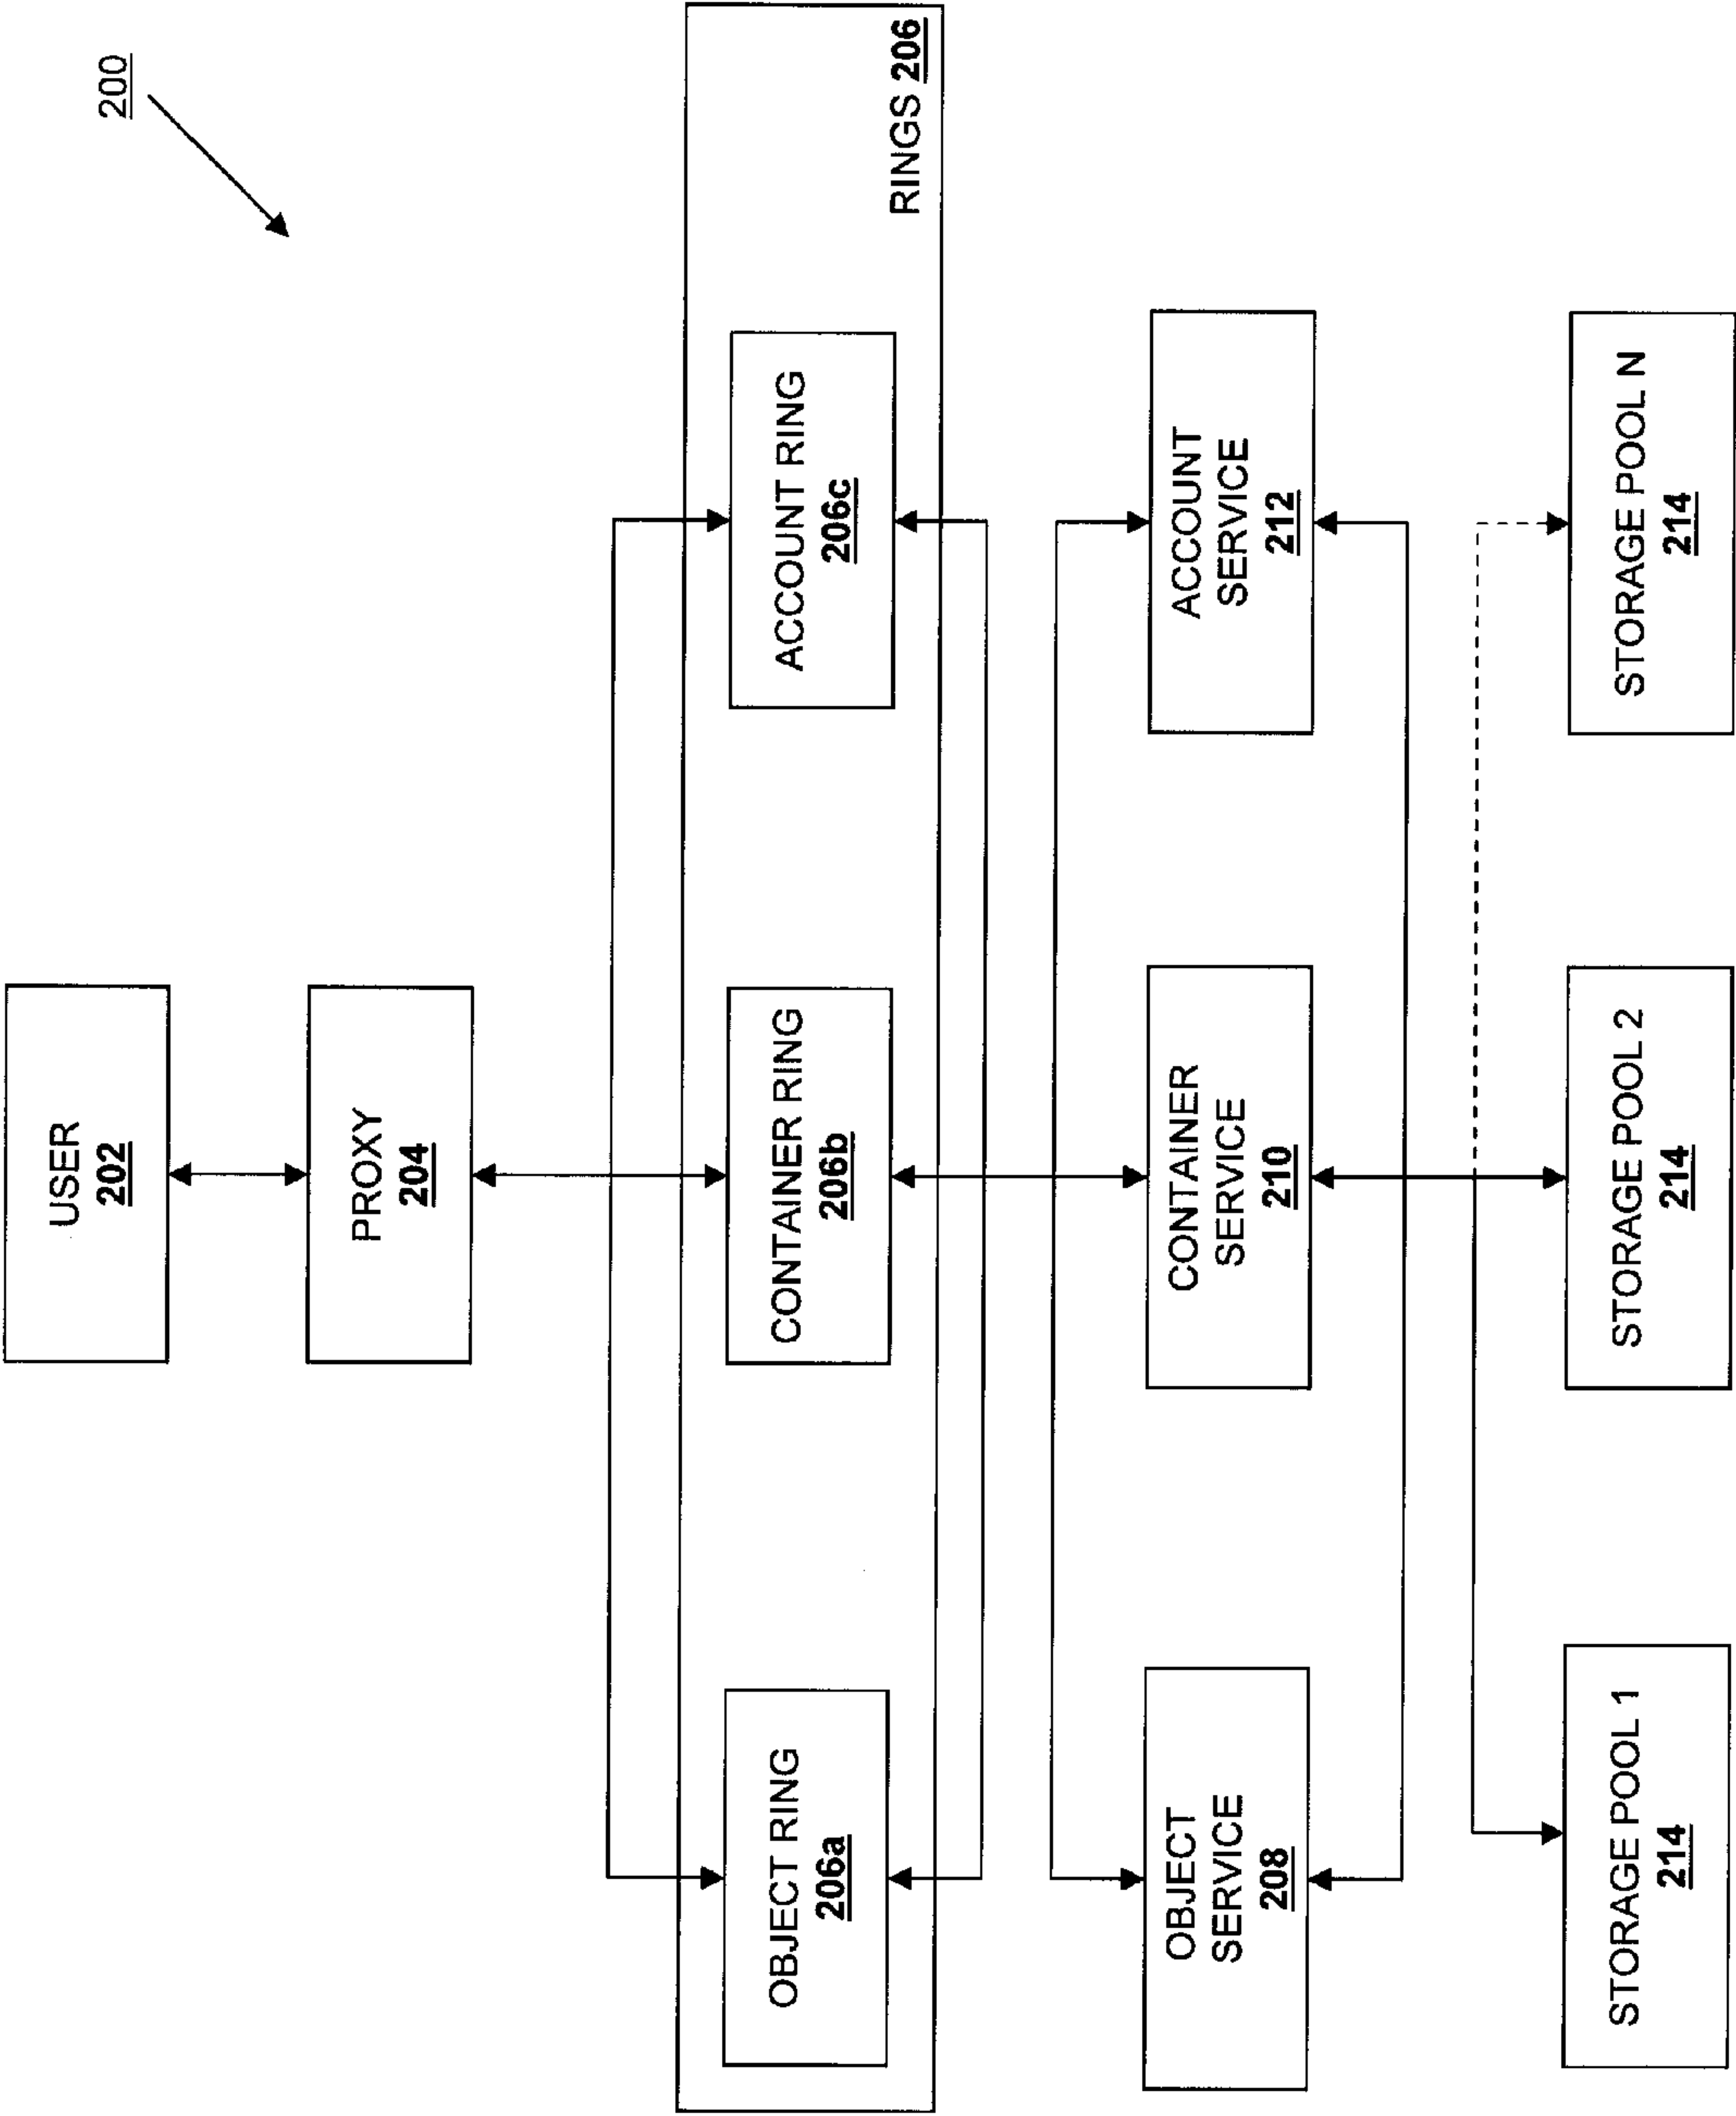 200
USER
202
PROXY
204
RINGS 206
OBJECT RING
206a
CONTAINER RING
206b
ACCOUNT RING
206c
OBJECT
SERVICE
208
CONTAINER
SERVICE
210
ACCOUNT
SERVICE
212
STORAGE POOL 1
214
STORAGE POOL 2
214
STORAGE POOL N
214